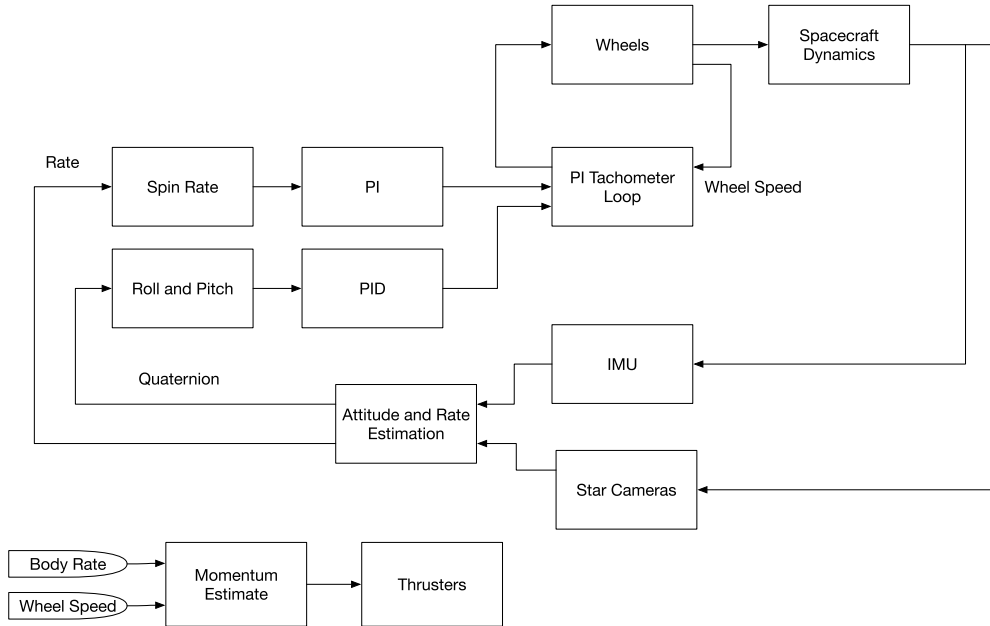 Wheels
Spacecraft
Dynamics
Rate
Spin Rate
PI
PI Tachometer
Loop
Wheel Speed
Roll and Pitch
PID
IMU
Quaternion
Attitude and Rate
Estimation
Star Cameras
Body Rate
Wheel Speed
Momentum
Estimate
Thrusters